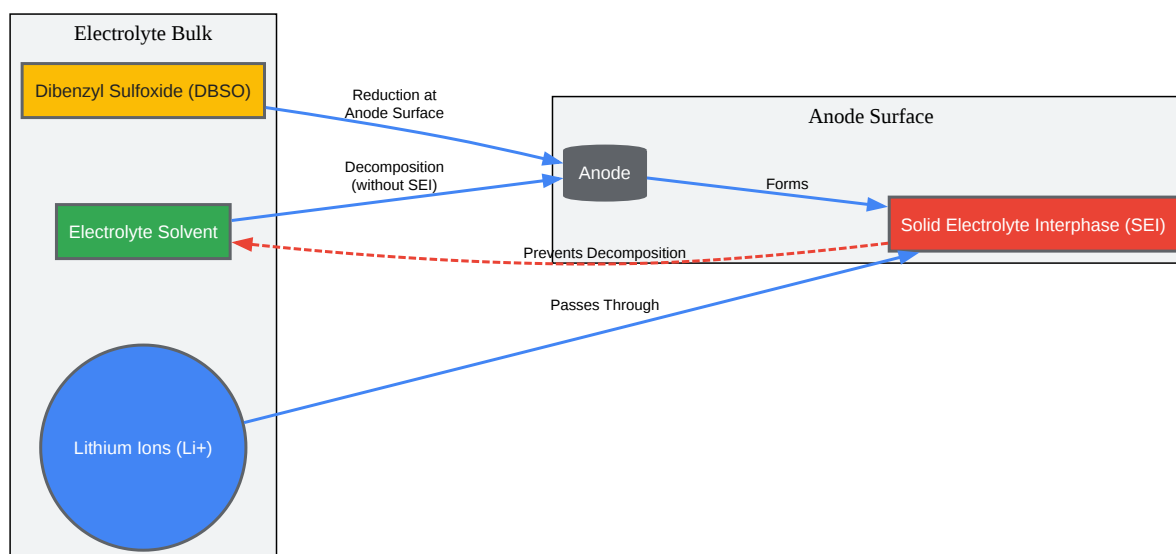 Electrolyte Bulk
Dibenzyl Sulfoxide (DBSO)
Reduction at
Anode Surface
Anode Surface
Decomposition
(without SEI)
Anode
Forms
Electrolyte Solvent
Solid Electrolyte Interphase (SEI)
Prevents Decomposition
Passes Through
Lithium Ions (Li+)